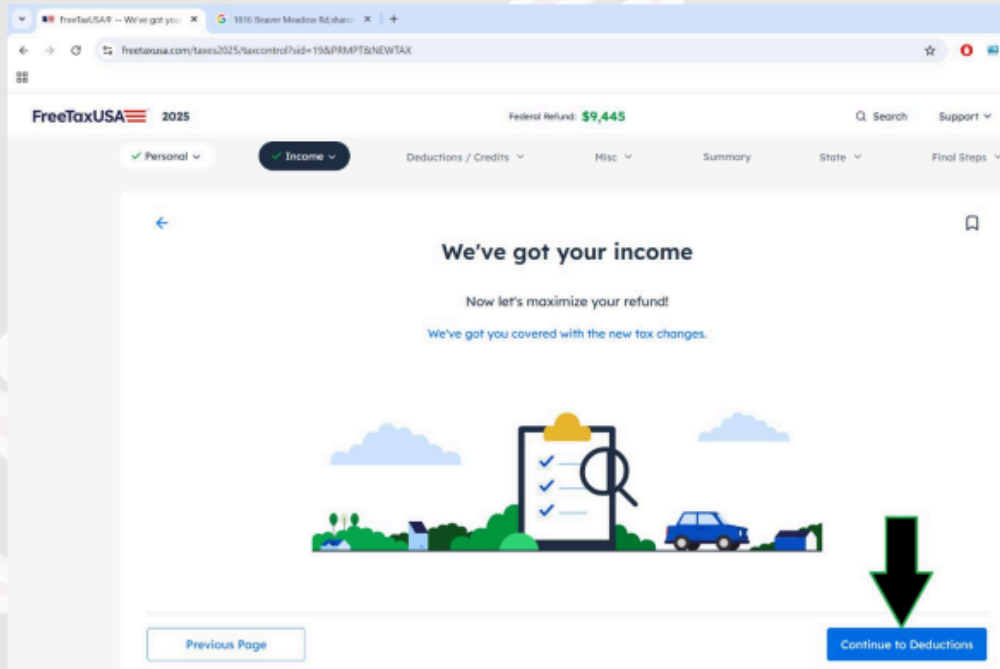 FreeTaxUSA® — We've got you
1816 Beaver Meadow Rd,sharo
freetaxusa.com/taxes2025/taxcontrol?sid=19&PRMPT&NEWTAX
FreeTaxUSA 2025
Federal Refund: $9,445
Search
Support
Personal
Income
Deductions / Credits
Misc
Summary
State
Final Steps
We've got your income
Now let's maximize your refund!
We've got you covered with the new tax changes.
Previous Page
Continue to Deductions